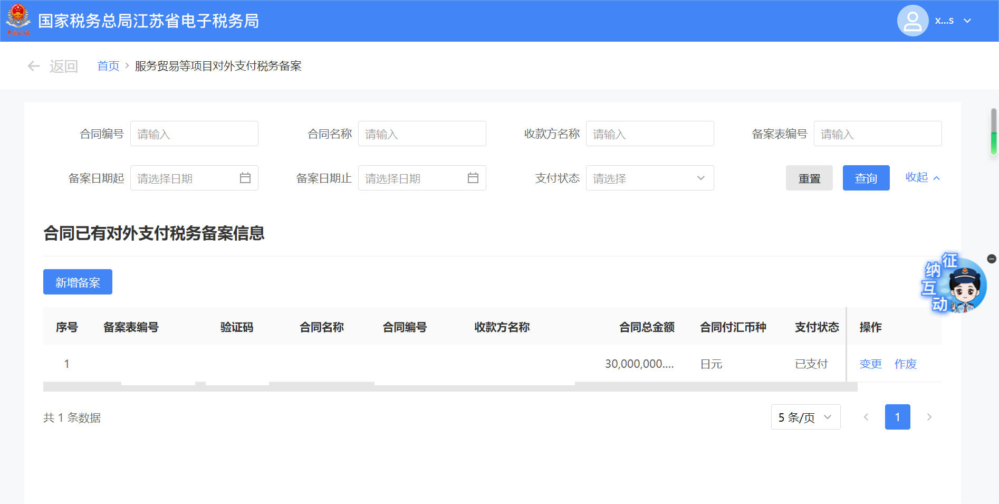 国家税务总局江苏省电子税务局
x...s
返回 首页 > 服务贸易等项目对外支付税务备案
合同编号 请输入 合同名称 请输入 收款方名称 请输入 备案表编号 请输入
备案日期起 请选择日期 备案日期止 请选择日期 支付状态 请选择 重置 查询 收起
合同已有对外支付税务备案信息
征纳互动
新增备案
序号 备案表编号 验证码 合同名称 合同编号 收款方名称 合同总金额 合同付汇币种 支付状态 操作
1 30,000,000.... 日元 已支付 变更 作废
共 1 条数据 5 条/页 1